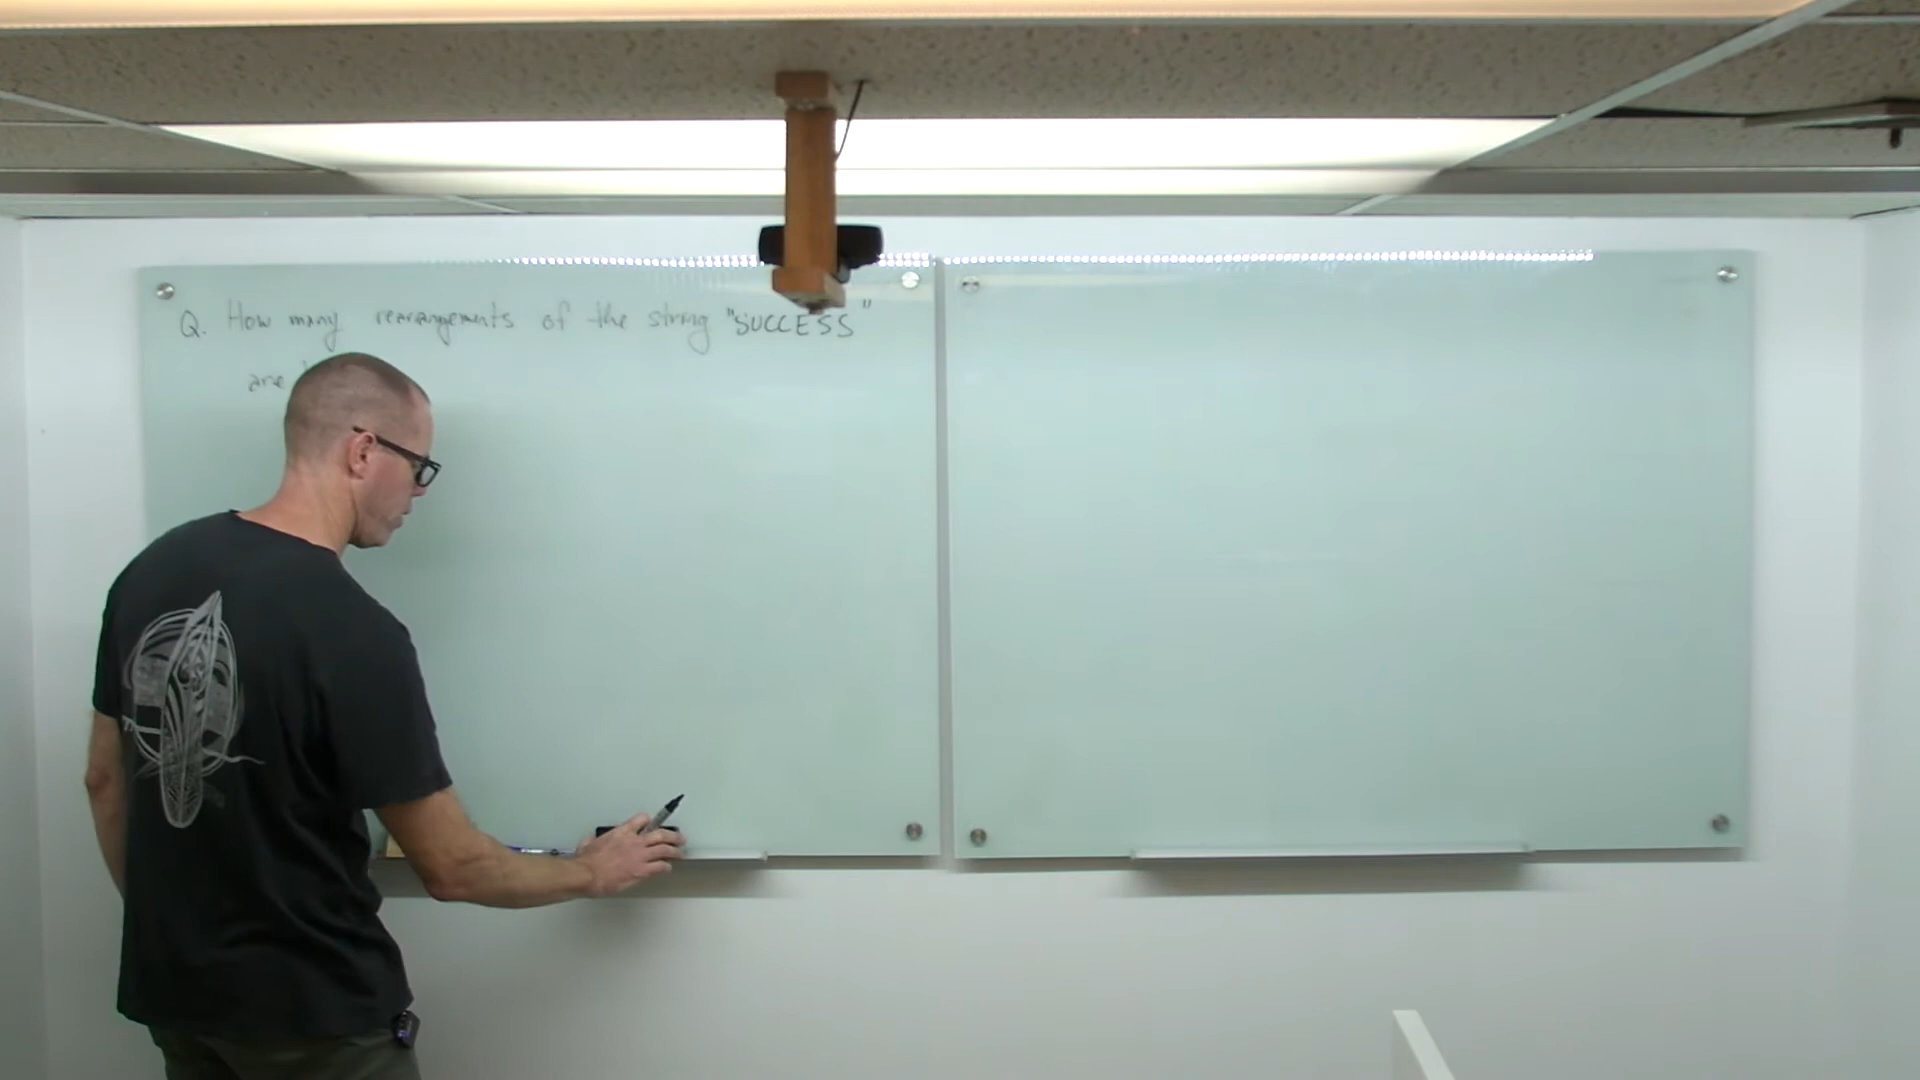 Q. How many rearrangements of the string "SUCCESS"
are